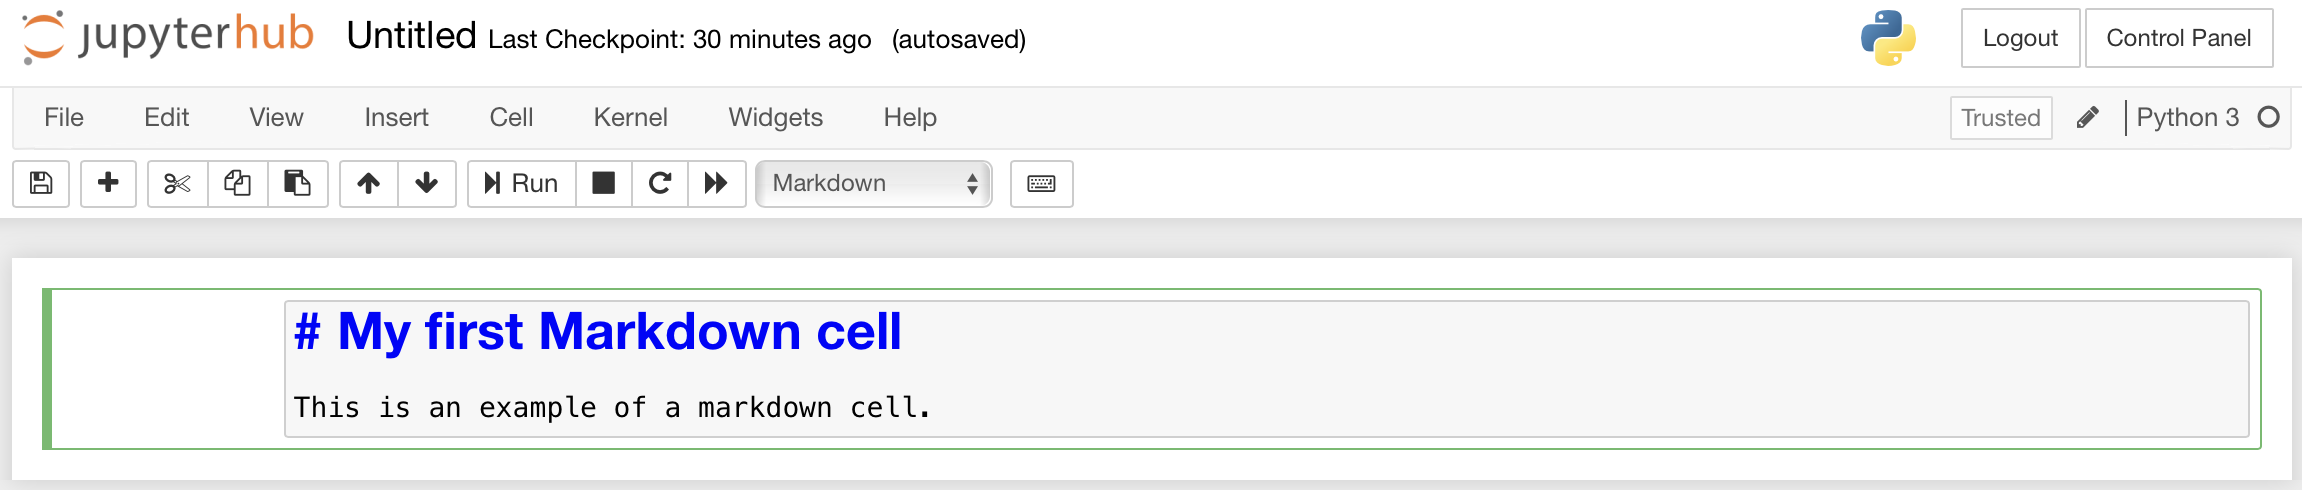 jupyterhub Untitled Last Checkpoint: 30 minutes ago (autosaved) Logout Control Panel
File Edit View Insert Cell Kernel Widgets Help Trusted Python 3
Run Markdown
# My first Markdown cell
This is an example of a markdown cell.